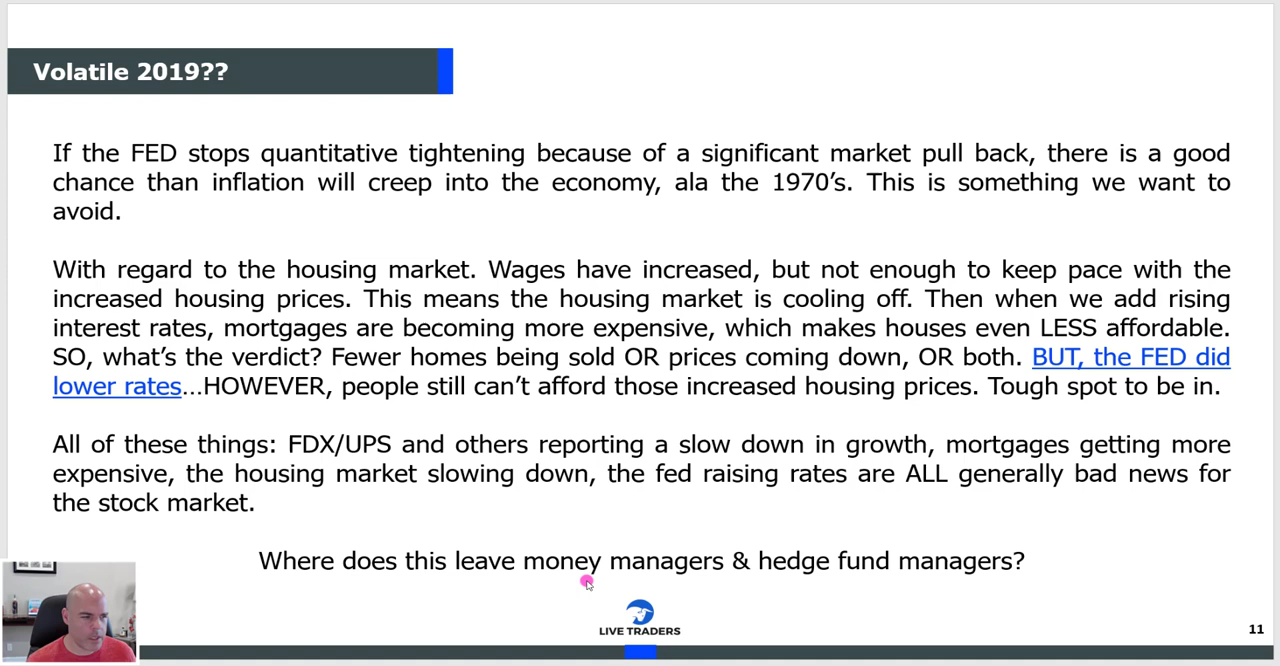 Volatile 2019??
If the FED stops quantitative tightening because of a significant market pull back, there is a good
chance than inflation will creep into the economy, ala the 1970's. This is something we want to
avoid.
With regard to the housing market. Wages have increased, but not enough to keep pace with the
increased housing prices. This means the housing market is cooling off. Then when we add rising
interest rates, mortgages are becoming more expensive, which makes houses even LESS affordable.
SO, what's the verdict? Fewer homes being sold OR prices coming down, OR both. BUT, the FED did
lower rates...HOWEVER, people still can't afford those increased housing prices. Tough spot to be in.
All of these things: FDX/UPS and others reporting a slow down in growth, mortgages getting more
expensive, the housing market slowing down, the fed raising rates are ALL generally bad news for
the stock market.
Where does this leave money managers & hedge fund managers?
LIVE TRADERS
11